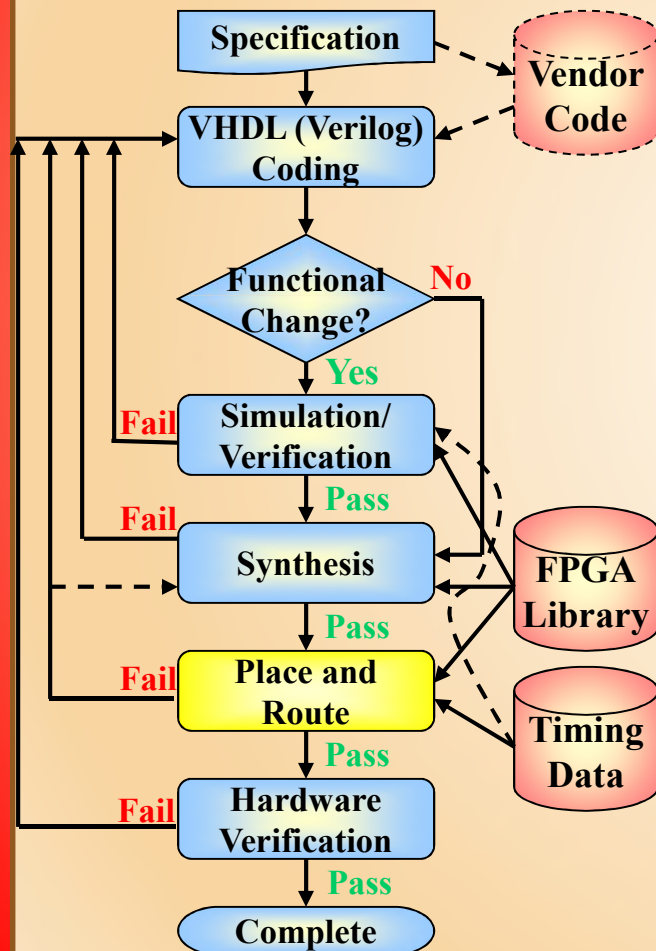 Specification
Vendor
Code
VHDL (Verilog)
Coding
Functional
Change?
No
Yes
Simulation/
Verification
Fail
Pass
Fail
Synthesis
FPGA
Library
Pass
Fail
Place and
Route
Timing
Data
Pass
Fail
Hardware
Verification
Pass
Complete